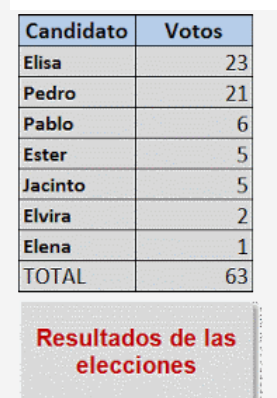 Candidato Votos
Elisa 23
Pedro 21
Pablo 6
Ester 5
Jacinto 5
Elvira 2
Elena 1
TOTAL 63
Resultados de las
elecciones